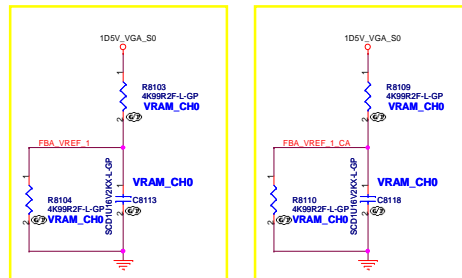 1D5V_VGA_S0
1
R8103
4K99R2F-L-GP
VRAM_CH0
2
FBA_VREF_1
1
R8104
4K99R2F-L-GP
VRAM_CH0
2
SCD1U16V2KX-L-GP
VRAM_CH0
1
C8113
2
1D5V_VGA_S0
1
R8109
4K99R2F-L-GP
VRAM_CH0
2
FBA_VREF_1_CA
1
R8110
4K99R2F-L-GP
VRAM_CH0
2
SCD1U16V2KX-L-GP
VRAM_CH0
1
C8118
2